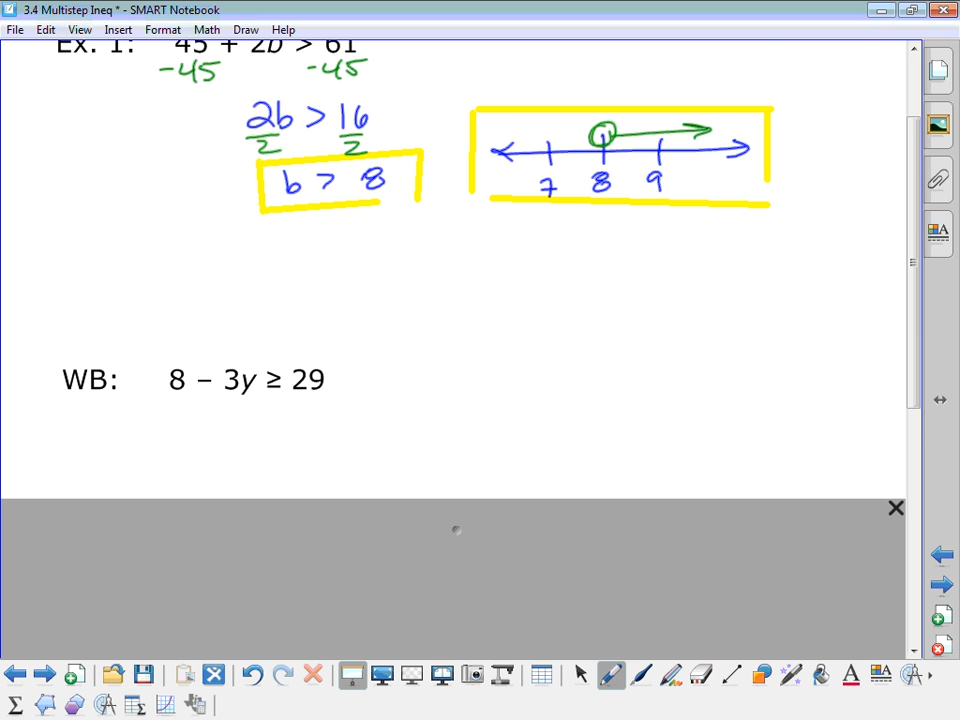 3.4 Multistep Ineq * - SMART Notebook
File Edit View Insert Format Math Draw Help
Ex. 1: 45 + 2b > 61
-45 -45
2b > 16
2 2
b > 8
7 8 9
WB: 8 – 3y ≥ 29